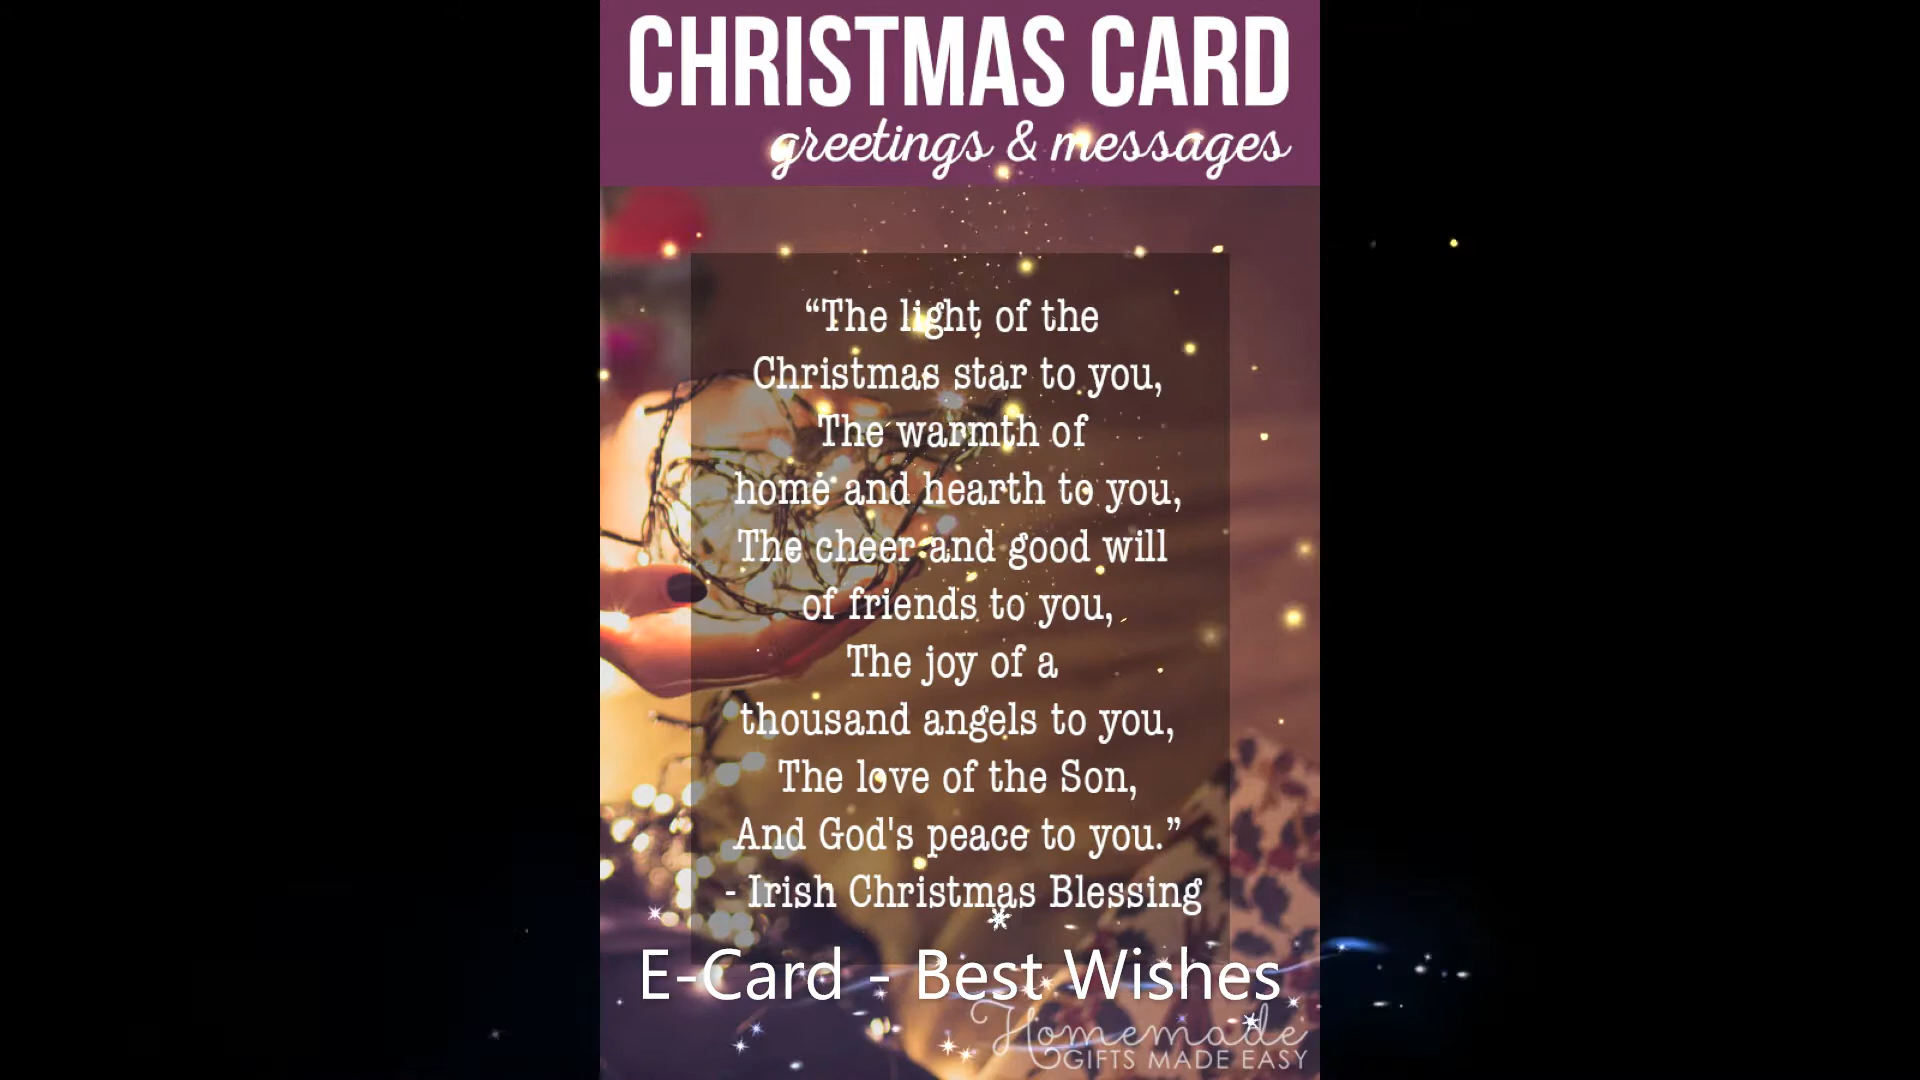 CHRISTMAS CARD
greetings & messages
“The light of the
Christmas star to you,
The warmth of
home and hearth to you,
The cheer and good will
of friends to you,
The joy of a
thousand angels to you,
The love of the Son,
And God's peace to you.”
- Irish Christmas Blessing
E-Card - Best Wishes
Homemade
GIFTS MADE EASY